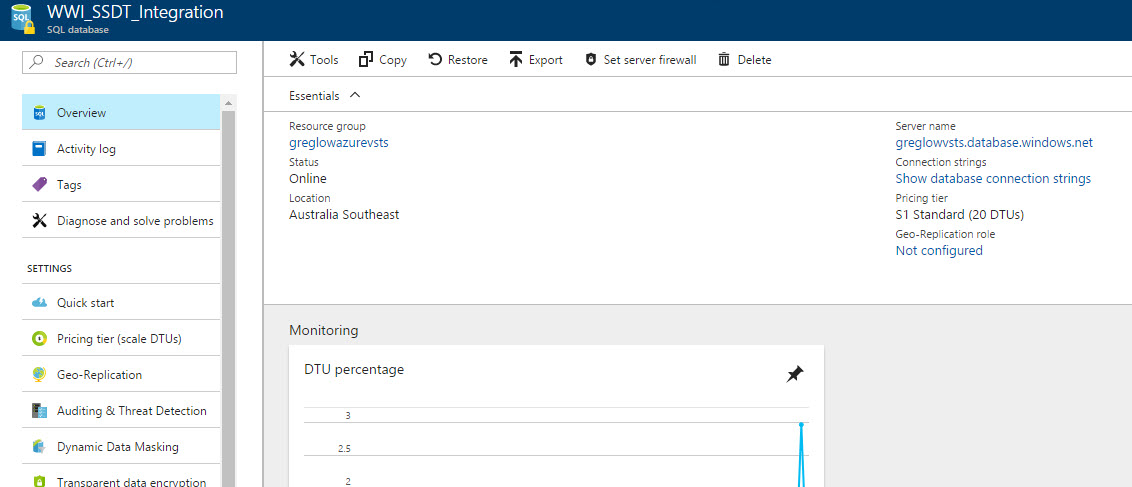 WWI_SSDT_Integration
SQL database
Search (Ctrl+/)
Overview
Activity log
Tags
Diagnose and solve problems
SETTINGS
Quick start
Pricing tier (scale DTUs)
Geo-Replication
Auditing & Threat Detection
Dynamic Data Masking
Transparent data encryption
Tools Copy Restore Export Set server firewall Delete
Essentials
Resource group
greglowazurevsts
Status
Online
Location
Australia Southeast
Server name
greglowvsts.database.windows.net
Connection strings
Show database connection strings
Pricing tier
S1 Standard (20 DTUs)
Geo-Replication role
Not configured
Monitoring
DTU percentage
3
2.5
2